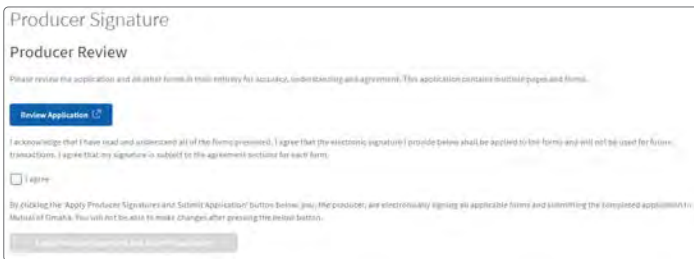 Producer Signature
Producer Review
Please review the application and all other forms in their entirety for accuracy, understanding and agreement. This application contains multiple pages and forms.
Review Application
I acknowledge that I have read and understand all of the forms presented. I agree that the electronic signature I provide below shall be applied to the forms and will not be used for future
transactions. I agree that my signature is subject to the agreement sections for each form.
I agree
By clicking the 'Apply Producer Signatures and Submit Application' button below, you, the producer, are electronically signing all applicable forms and submitting the completed application to
Mutual of Omaha. You will not be able to make changes after pressing the below button.